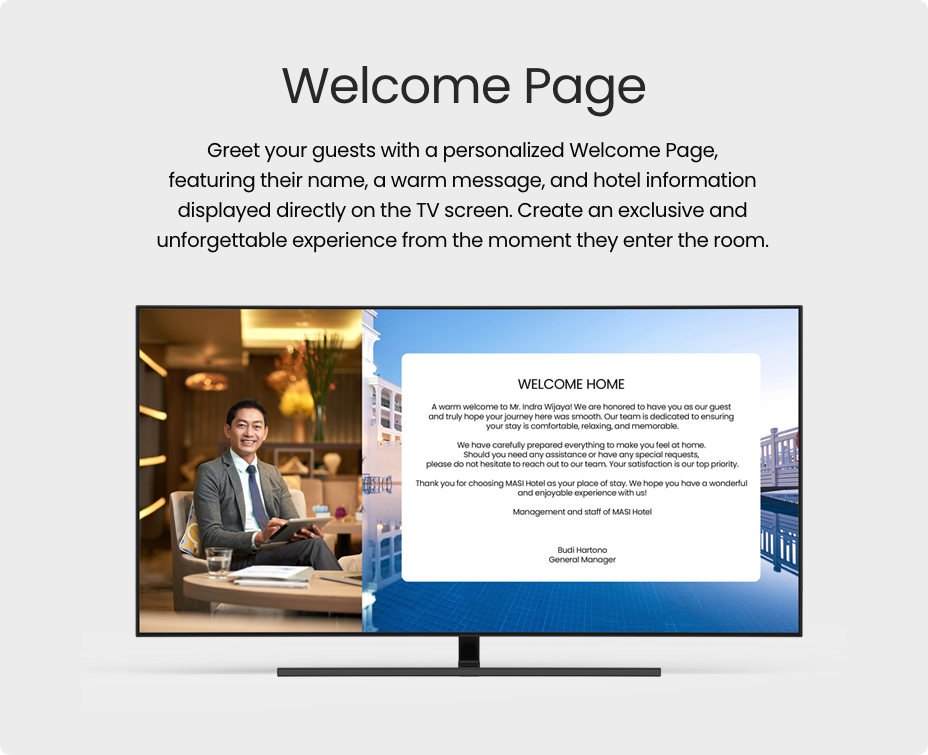 Welcome Page
Greet your guests with a personalized Welcome Page,
featuring their name, a warm message, and hotel information
displayed directly on the TV screen. Create an exclusive and
unforgettable experience from the moment they enter the room.
WELCOME HOME
A warm welcome to Mr. Indra Wijaya! We are honored to have you as our guest
and truly hope your journey here was smooth. Our team is dedicated to ensuring
your stay is comfortable, relaxing, and memorable.
We have carefully prepared everything to make you feel at home.
Should you need any assistance or have any special requests,
please do not hesitate to reach out to our team. Your satisfaction is our top priority.
Thank you for choosing MASI Hotel as your place of stay. We hope you have a wonderful
and enjoyable experience with us!
Management and staff of MASI Hotel
Budi Hartono
General Manager